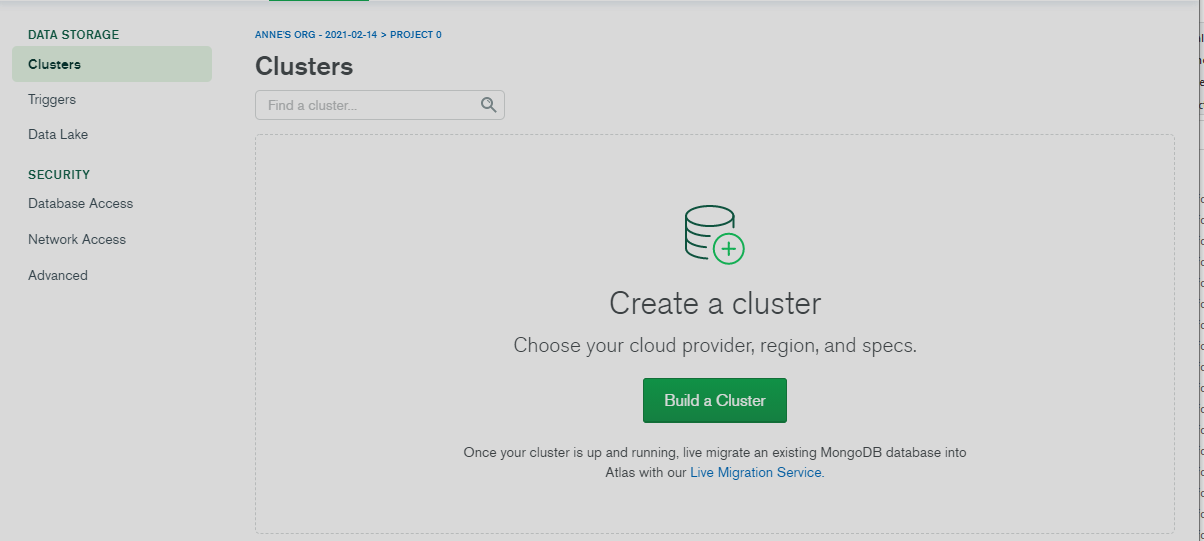 DATA STORAGE
Clusters
Triggers
Data Lake
SECURITY
Database Access
Network Access
Advanced
ANNE'S ORG - 2021-02-14 > PROJECT 0
Clusters
Find a cluster...
Create a cluster
Choose your cloud provider, region, and specs.
Build a Cluster
Once your cluster is up and running, live migrate an existing MongoDB database into
Atlas with our Live Migration Service.